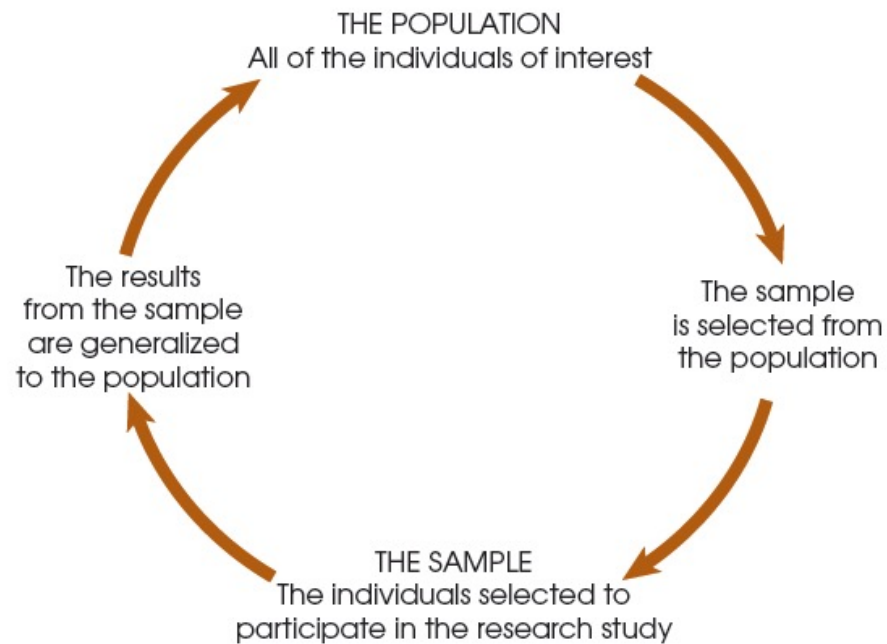 THE POPULATION
All of the individuals of interest
The sample
is selected from
the population
THE SAMPLE
The individuals selected to
participate in the research study
The results
from the sample
are generalized
to the population